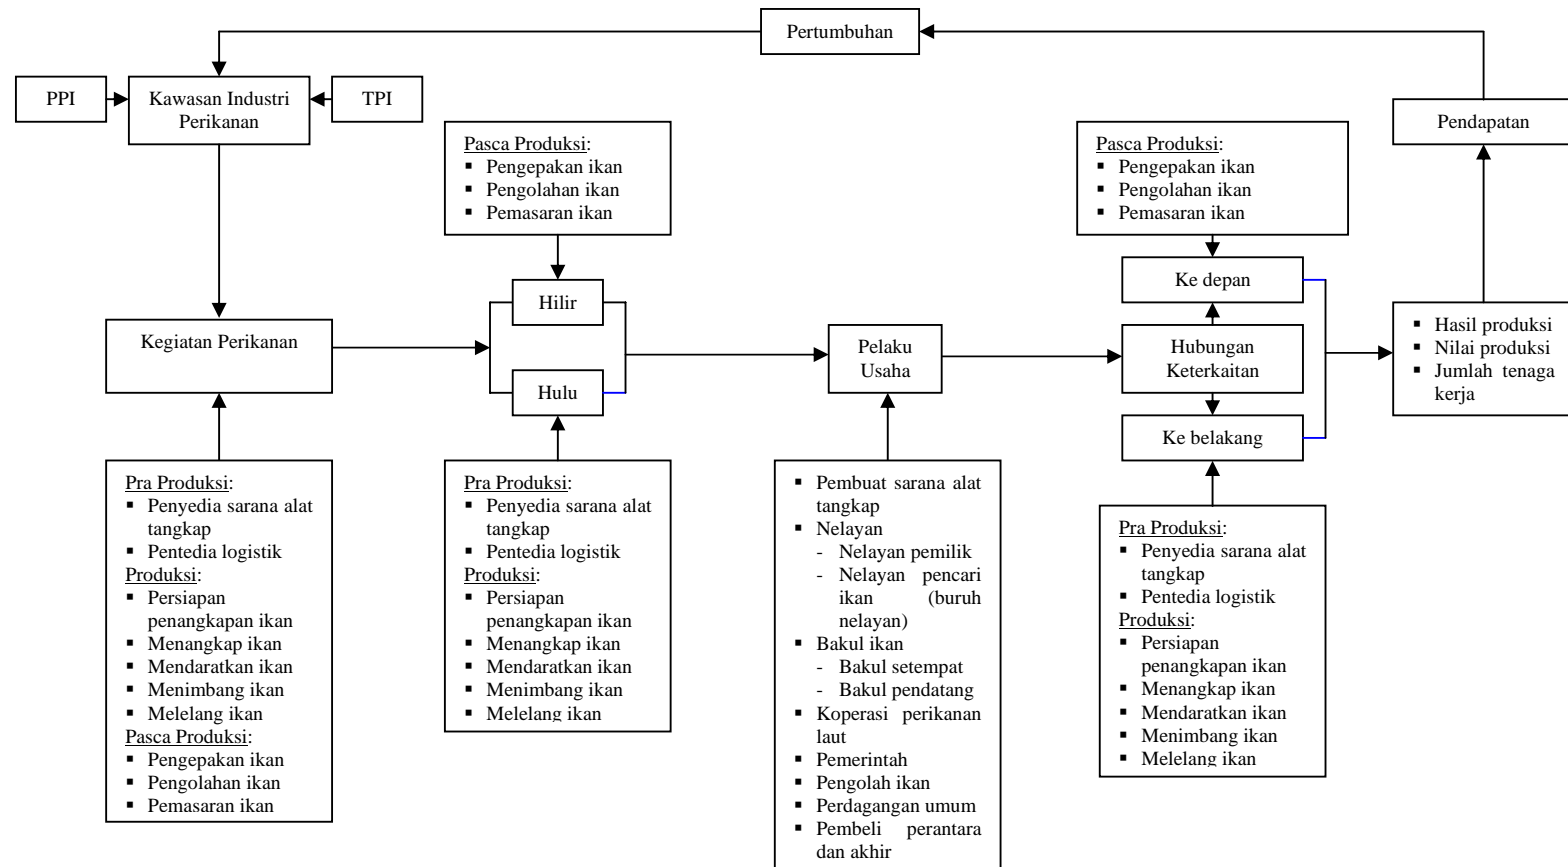 Pertumbuhan
PPI
Kawasan Industri
Perikanan
TPI
Pendapatan
Pasca Produksi:
▪ Pengepakan ikan
▪ Pengolahan ikan
▪ Pemasaran ikan
Pasca Produksi:
▪ Pengepakan ikan
▪ Pengolahan ikan
▪ Pemasaran ikan
Kegiatan Perikanan
Hilir
Hulu
Pelaku
Usaha
Ke depan
Hubungan
Keterkaitan
Ke belakang
▪ Hasil produksi
▪ Nilai produksi
▪ Jumlah tenaga
kerja
Pra Produksi:
▪ Penyedia sarana alat
tangkap
▪ Pentedia logistik
Produksi:
▪ Persiapan
penangkapan ikan
▪ Menangkap ikan
▪ Mendaratkan ikan
▪ Menimbang ikan
▪ Melelang ikan
Pasca Produksi:
▪ Pengepakan ikan
▪ Pengolahan ikan
▪ Pemasaran ikan
Pra Produksi:
▪ Penyedia sarana alat
tangkap
▪ Pentedia logistik
Produksi:
▪ Persiapan
penangkapan ikan
▪ Menangkap ikan
▪ Mendaratkan ikan
▪ Menimbang ikan
▪ Melelang ikan
▪ Pembuat sarana alat
tangkap
▪ Nelayan
- Nelayan pemilik
- Nelayan pencari
ikan (buruh
nelayan)
▪ Bakul ikan
- Bakul setempat
- Bakul pendatang
▪ Koperasi perikanan
laut
▪ Pemerintah
▪ Pengolah ikan
▪ Perdagangan umum
▪ Pembeli perantara
dan akhir
Pra Produksi:
▪ Penyedia sarana alat
tangkap
▪ Pentedia logistik
Produksi:
▪ Persiapan
penangkapan ikan
▪ Menangkap ikan
▪ Mendaratkan ikan
▪ Menimbang ikan
▪ Melelang ikan